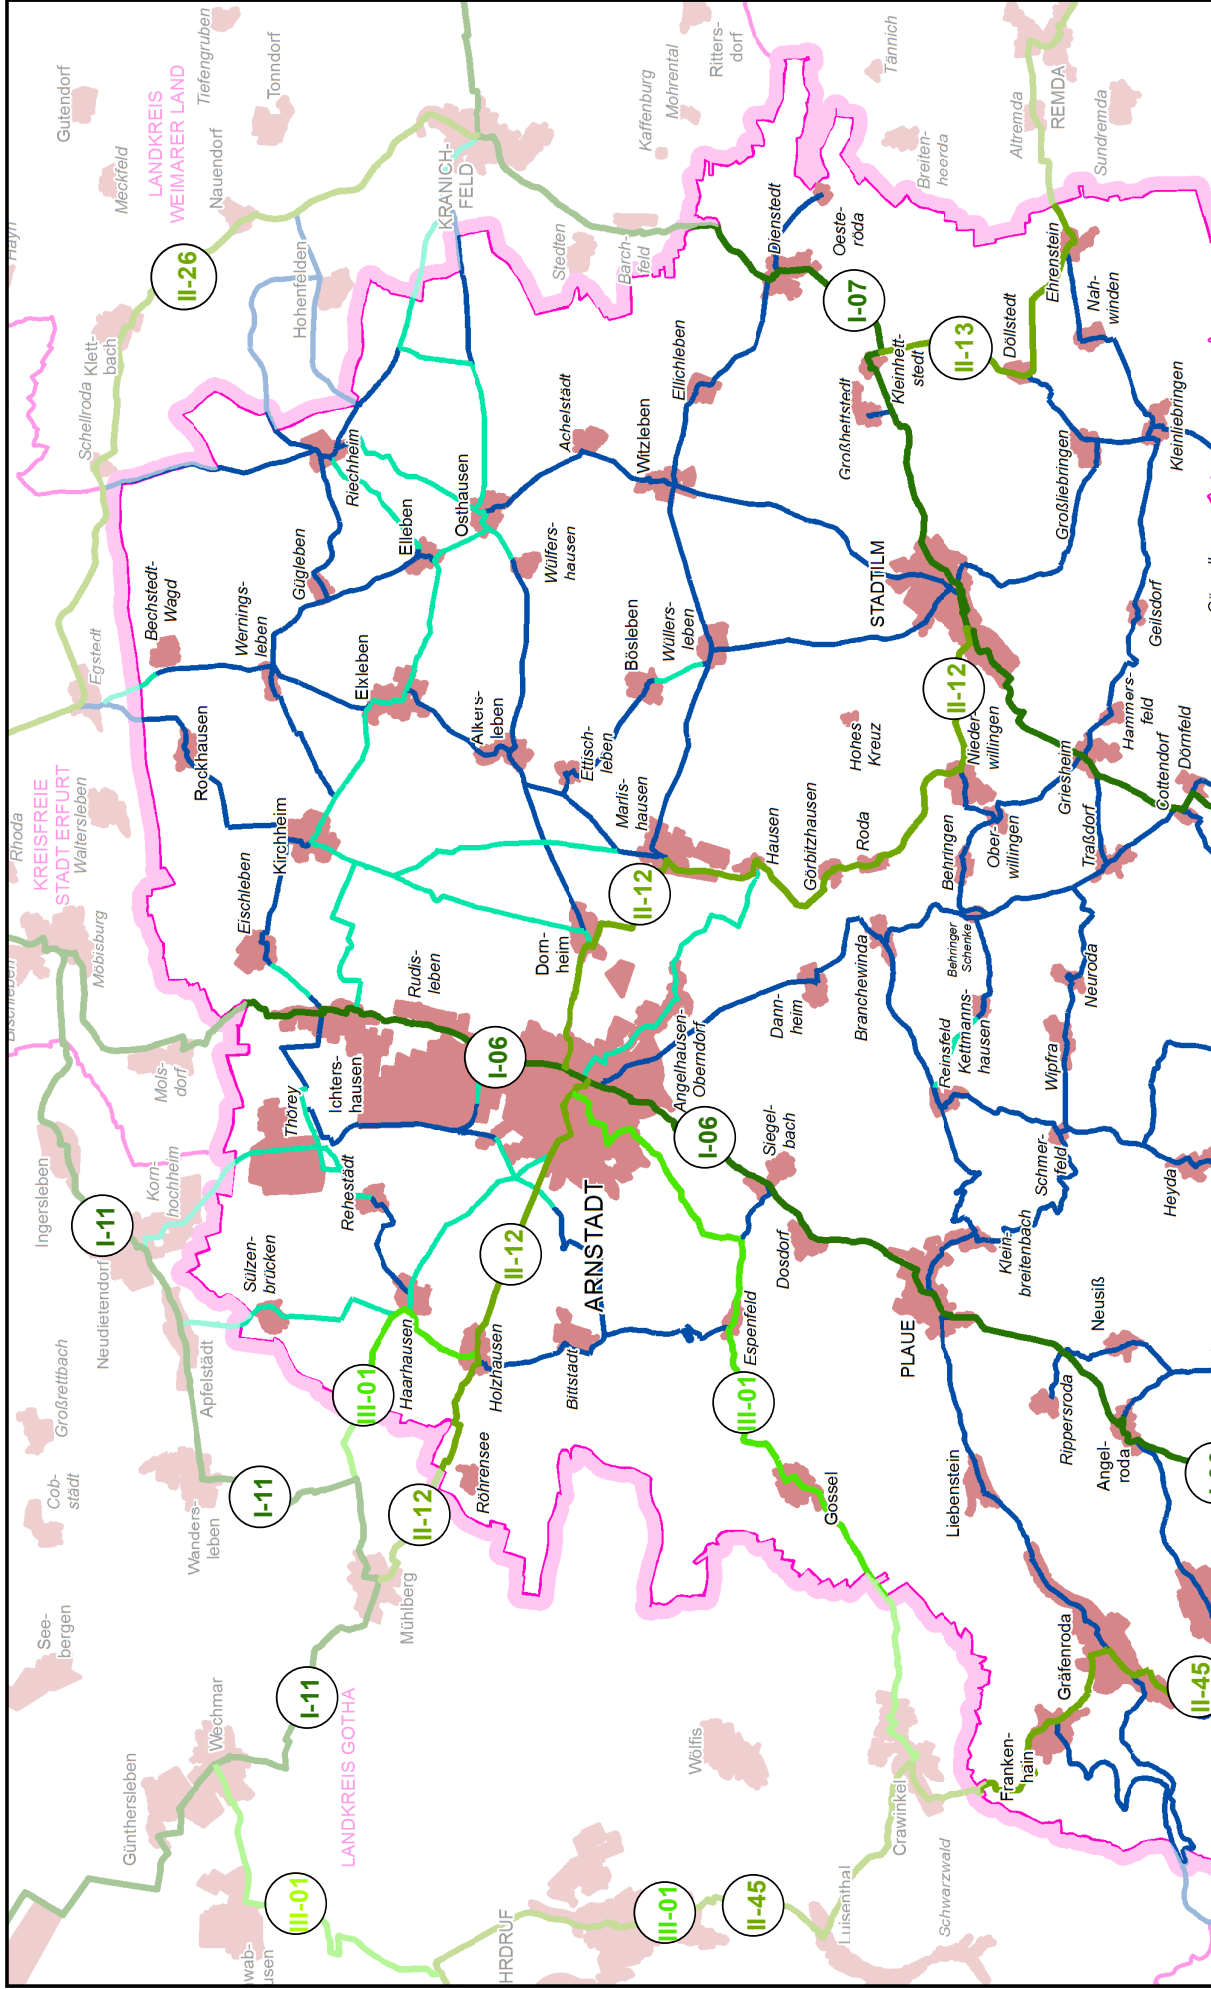 Hayn
Tiefengruben
Gutendorf
Tonndorf
LANDKREIS
WEIMARER LAND
Meckfeld
Nauendorf
II-26
Hohenfelden
Klett-
bach
Schellroda
KRANICH-
FELD
Stedten
Barch-
feld
Kaffenburg
Mohrental
Ritters-
dorf
Tännich
Breiten-
heerda
Altremda
REMDA
Sundremda
Dienstedt
Oeste-
röda
I-07
Ehrenstein
Nah-
winden
II-13
Döllstedt
Kleinhett-
stedt
Großhettstedt
Ellichleben
Kleinliebringen
Großliebringen
Achelstädt
Witzleben
Riechheim
Osthausen
Elleben
Gügleben
Wülfers-
hausen
Bechstedt-
Wagd
Wernings-
leben
Egstedt
Elxleben
Bösleben
Wüllers-
leben
STADTILM
Geilsdorf
II-12
Hammers-
feld
Nieder-
willingen
Hohes
Kreuz
Alkers-
leben
Ettisch-
leben
Marlis-
hausen
Rockhausen
Rhoda
KREISFREIE
STADT ERFURT
Waltersleben
Kirchheim
Griesheim
Cottendorf
Dörnfeld
Traßdorf
Ober-
willingen
Behringen
Roda
Görbitzhausen
Hausen
II-12
Eischleben
Möbisburg
Rudis-
leben
Dorn-
heim
Dann-
heim
Branchewinda
Behringer
Schenke
Neuroda
Wipfra
Kettmanns-
hausen
Reinsfeld
I-06
Angelhausen-
Oberndorf
Ichters-
hausen
Thörey
Mols-
dorf
I-06
Siegel-
bach
Schmer-
feld
Heyda
Klein-
breitenbach
Dosdorf
ARNSTADT
Rehestädt
Korn-
hochheim
Ingersleben
I-11
Neudietendorf
Sülzen-
brücken
II-12
Apfelstädt
III-01
Haarhausen
Holzhausen
Bittstädt
Espenfeld
III-01
PLAUE
Neusiß
Rippersroda
Angel-
roda
Großrettbach
Cob-
städt
Wanders-
leben
I-11
II-12
Röhrensee
Gossel
Liebenstein
See-
bergen
Mühlberg
I-11
Wechmar
LANDKREIS GOTHA
Günthersleben
Wölfis
Gräfenroda
II-45
Franken-
hain
Crawinkel
Schwarzwald
Luisenthal
III-01
HRDRUF
III-01
II-45
wab-
usen